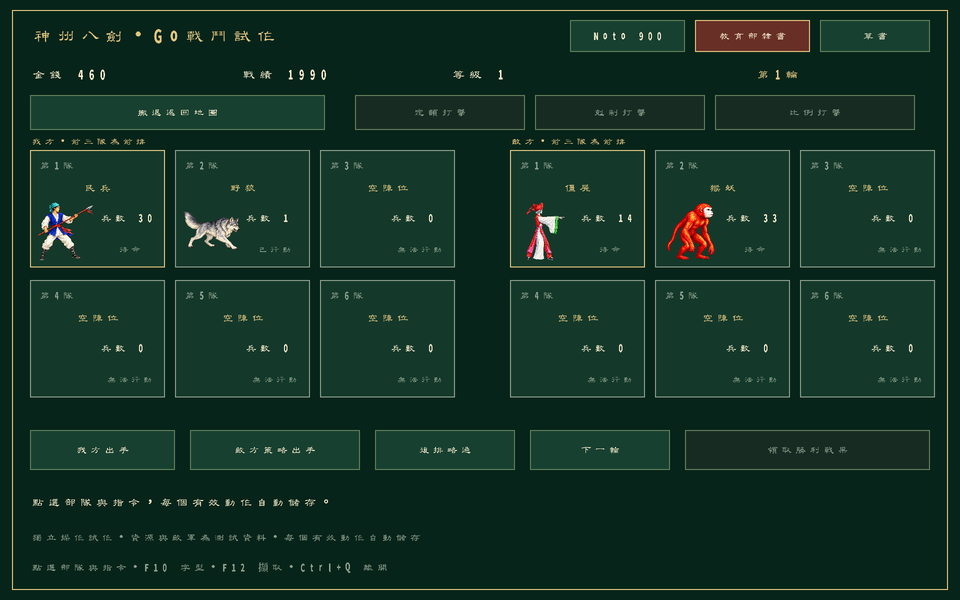 神州八劍•Go戰鬥試作
Noto 900
教育部隸書
草書
金錢 460
戰績 1990
等級 1
第1輪
撤退返回地圖
定額打擊
剋制打擊
比例打擊
我方•前三隊為前排
敵方•前三隊為前排
第1隊
民兵
兵數 30
待命
第2隊
野狼
兵數 1
已行動
第3隊
空陣位
兵數 0
無法行動
第1隊
僵屍
兵數 14
待命
第2隊
猴妖
兵數 33
待命
第3隊
空陣位
兵數 0
無法行動
第4隊
空陣位
兵數 0
無法行動
第5隊
空陣位
兵數 0
無法行動
第6隊
空陣位
兵數 0
無法行動
第4隊
空陣位
兵數 0
無法行動
第5隊
空陣位
兵數 0
無法行動
第6隊
空陣位
兵數 0
無法行動
我方出手
敵方策略出手
後排略過
下一輪
領取勝利戰果
點選部隊與指令，每個有效動作自動儲存。
獨立操作試作•資源與敵軍為測試資料•每個有效動作自動儲存
點選部隊與指令•F10 字型•F12 擷取•Ctrl+Q 離開